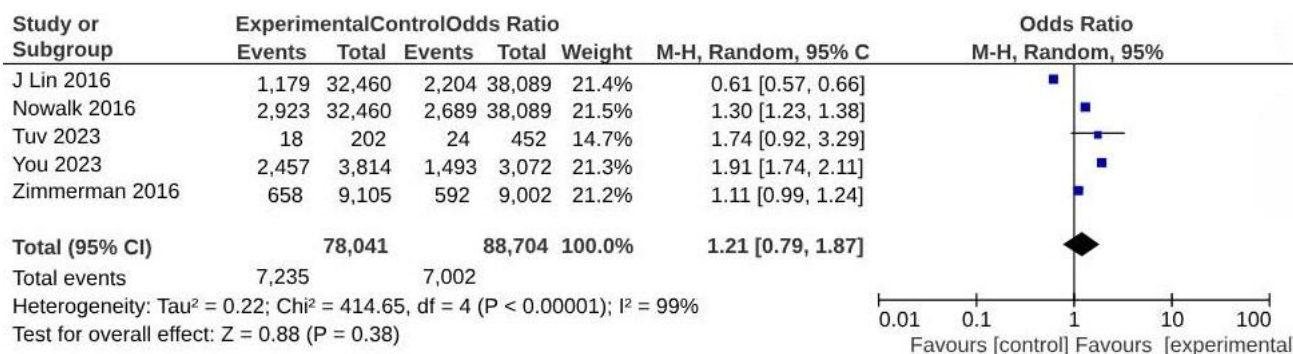 Study or ExperimentalControlOdds Ratio Odds Ratio
Subgroup Events Total Events Total Weight M-H, Random, 95% C M-H, Random, 95%
J Lin 2016 1,179 32,460 2,204 38,089 21.4% 0.61 [0.57, 0.66]
Nowalk 2016 2,923 32,460 2,689 38,089 21.5% 1.30 [1.23, 1.38]
Tuv 2023 18 202 24 452 14.7% 1.74 [0.92, 3.29]
You 2023 2,457 3,814 1,493 3,072 21.3% 1.91 [1.74, 2.11]
Zimmerman 2016 658 9,105 592 9,002 21.2% 1.11 [0.99, 1.24]
Total (95% CI) 78,041 88,704 100.0% 1.21 [0.79, 1.87]
Total events 7,235 7,002
Heterogeneity: Tau² = 0.22; Chi² = 414.65, df = 4 (P < 0.00001); I² = 99%
Test for overall effect: Z = 0.88 (P = 0.38)
0.01 0.1 1 10 100
Favours [control] Favours [experimental]